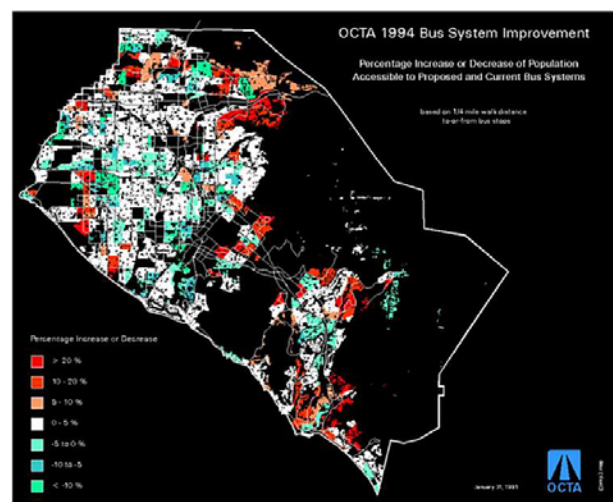 OCTA 1994 Bus System Improvement
Percentage Increase or Decrease of Population
Accessible to Proposed and Current Bus Systems
based on 1/4 mile walk distance
to-or-from bus stops
Percentage Increase or Decrease
> 20 %
10 - 20 %
5 - 10 %
0 - 5 %
-5 to 0 %
-10 to -5
< -10 %
OCTA